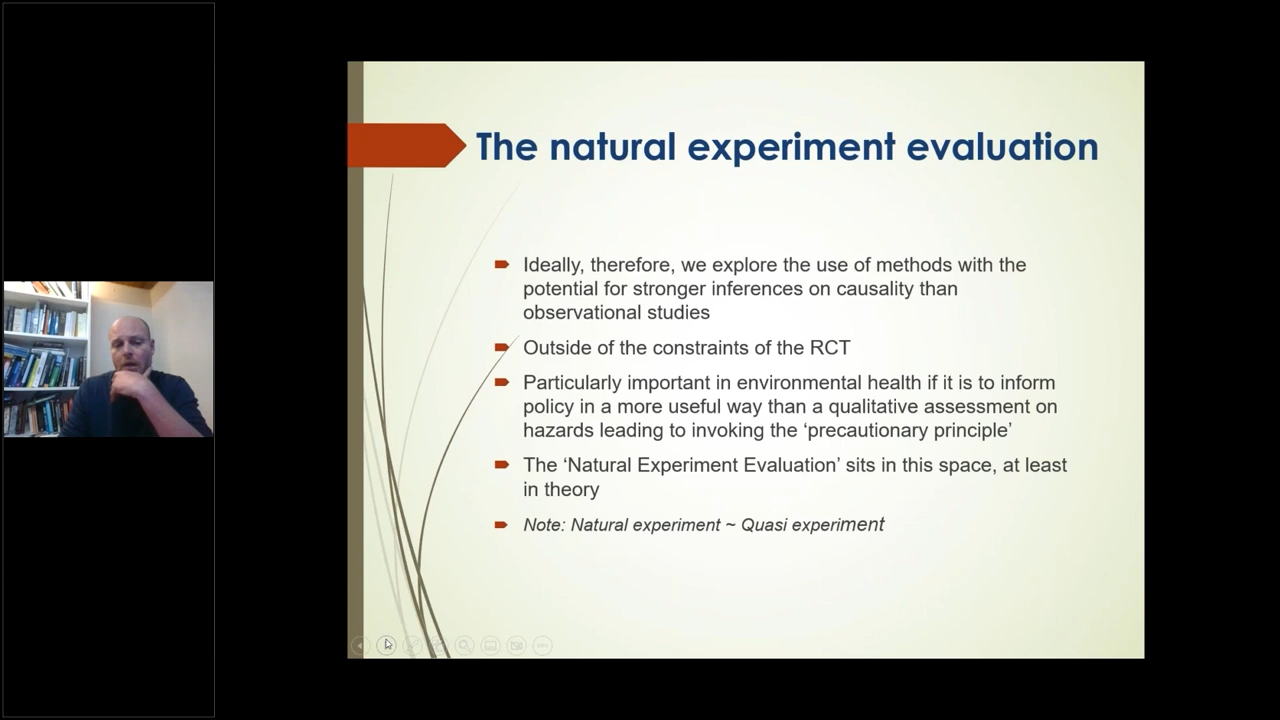 The natural experiment evaluation
Ideally, therefore, we explore the use of methods with the
potential for stronger inferences on causality than
observational studies
Outside of the constraints of the RCT
Particularly important in environmental health if it is to inform
policy in a more useful way than a qualitative assessment on
hazards leading to invoking the ‘precautionary principle’
The ‘Natural Experiment Evaluation’ sits in this space, at least
in theory
Note: Natural experiment ~ Quasi experiment